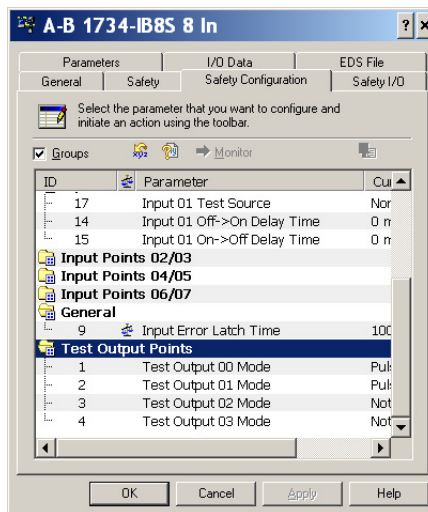 A-B 1734-IB8S 8 In
Parameters I/O Data EDS File
General Safety Safety Configuration Safety I/O
Select the parameter that you want to configure and
initiate an action using the toolbar.
Groups Monitor
ID Parameter
17 Input 01 Test Source
14 Input 01 Off->On Delay Time 0
15 Input 01 On->Off Delay Time 0
Input Points 02/03
Input Points 04/05
Input Points 06/07
General
9 Input Error Latch Time 100
Test Output Points
1 Test Output 00 Mode
2 Test Output 01 Mode
3 Test Output 02 Mode Not
4 Test Output 03 Mode Not
OK Cancel Apply Help